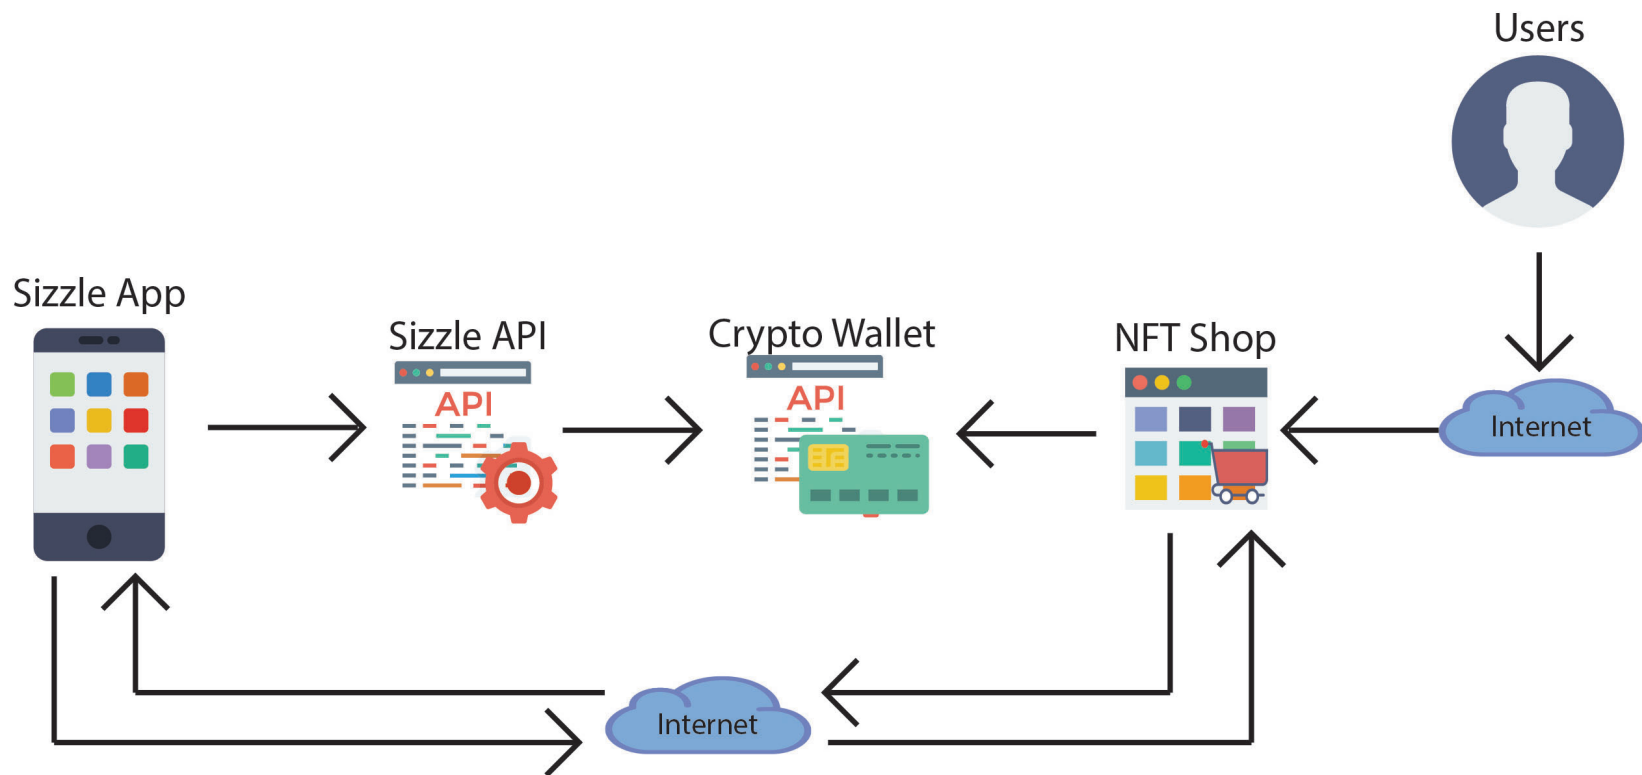 Users
Sizzle App
Sizzle API
Crypto Wallet
NFT Shop
API
API
Internet
Internet